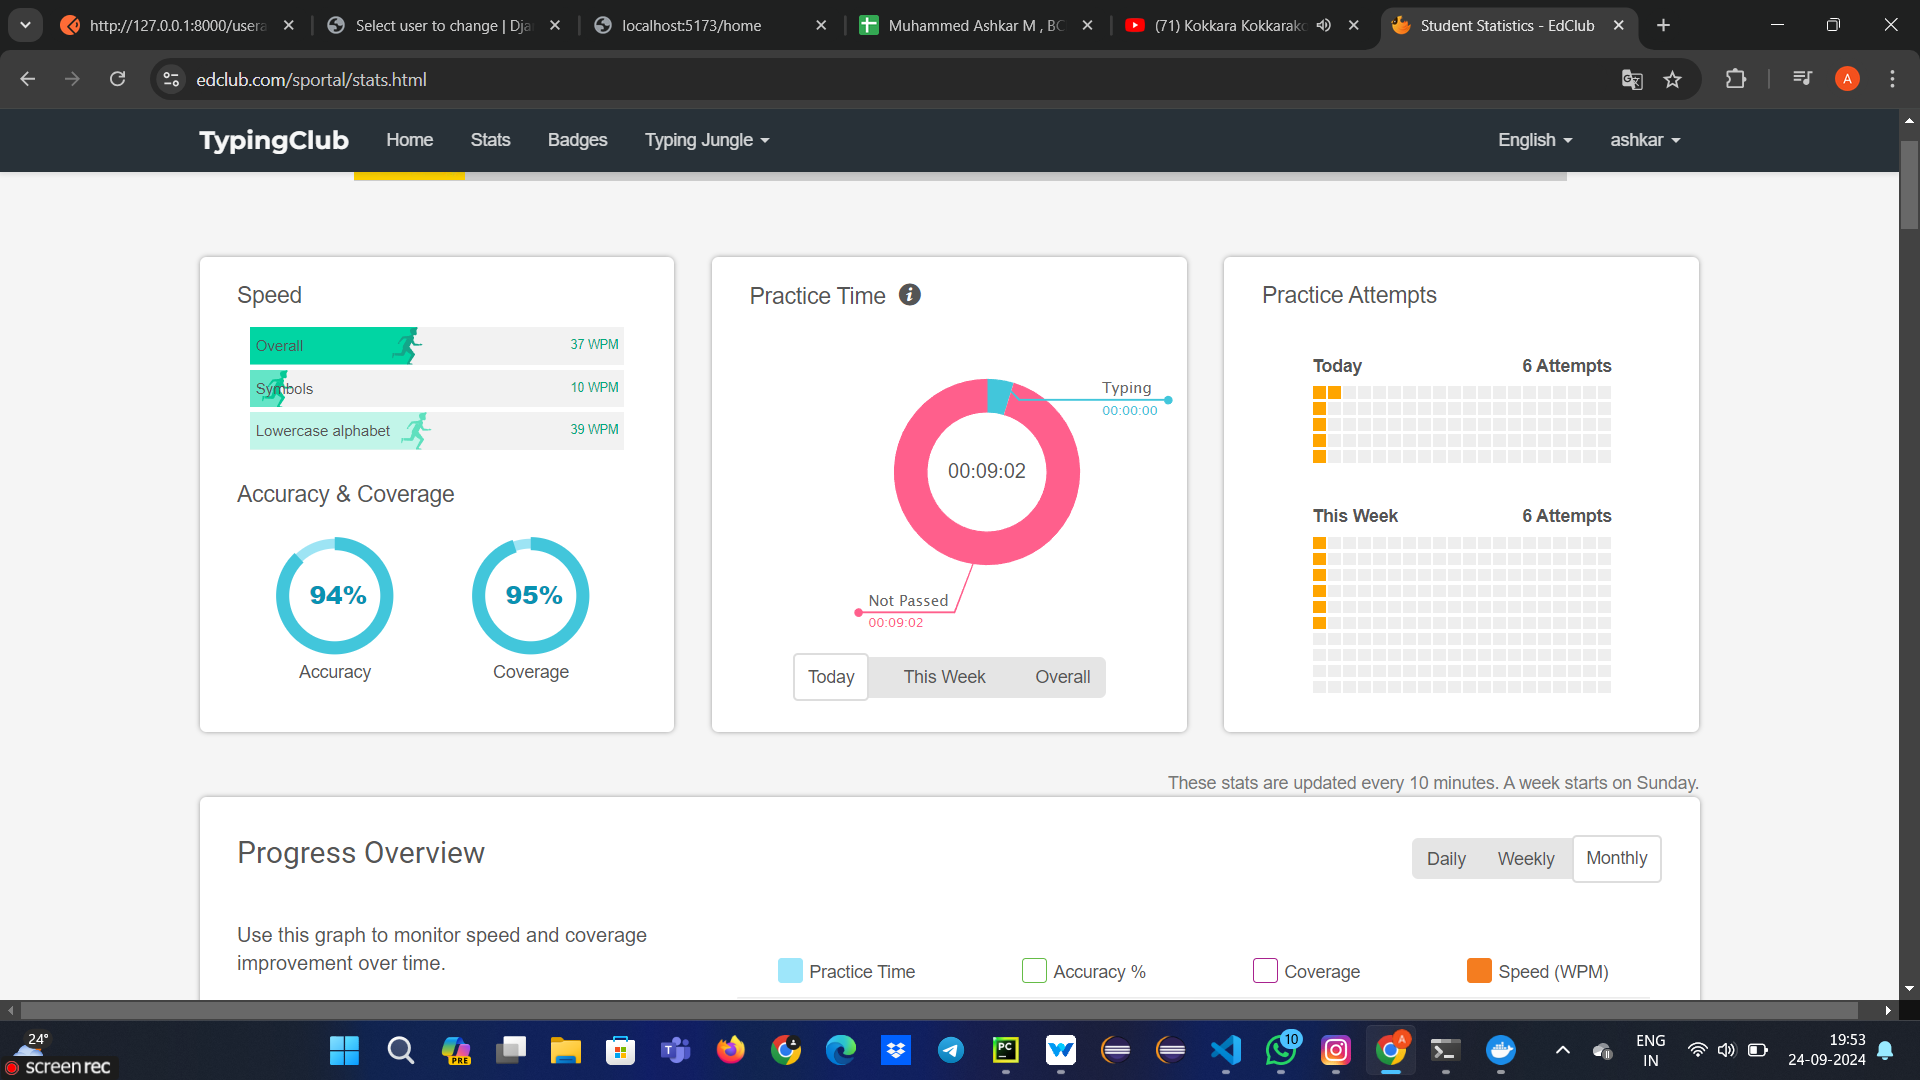 http://127.0.0.1:8000/usera
Select user to change | Dja
localhost:5173/home
Muhammed Ashkar M , BC
(71) Kokkara Kokkarako
Student Statistics - EdClub
edclub.com/sportal/stats.html
A
TypingClub
Home
Stats
Badges
Typing Jungle
English
ashkar
Speed
Overall
37 WPM
Symbols
10 WPM
Lowercase alphabet
39 WPM
Accuracy & Coverage
94%
95%
Accuracy
Coverage
Practice Time
Typing
00:00:00
00:09:02
Not Passed
00:09:02
Today
This Week
Overall
Practice Attempts
Today
6 Attempts
This Week
6 Attempts
These stats are updated every 10 minutes. A week starts on Sunday.
Progress Overview
Daily
Weekly
Monthly
Use this graph to monitor speed and coverage
improvement over time.
Practice Time
Accuracy %
Coverage
Speed (WPM)
24°
screenrec
PRE
T
PC
10
A
ENG
IN
19:53
24-09-2024